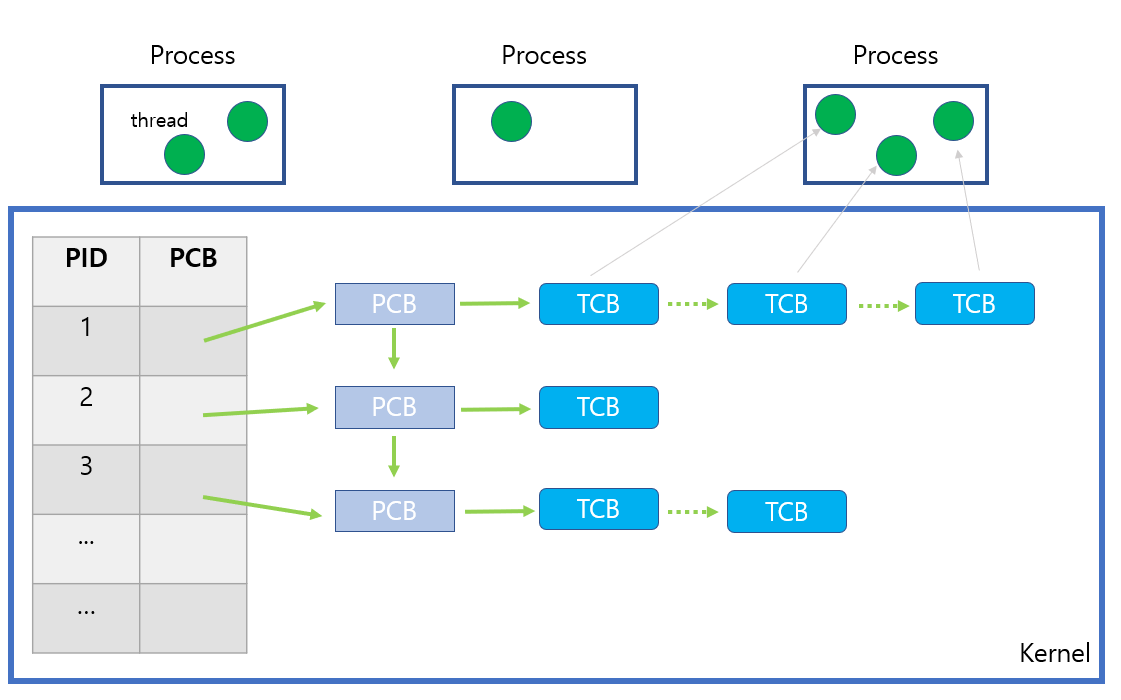 Process
Process
Process
thread
PID PCB
1
2
3
...
...
PCB TCB TCB TCB
PCB TCB
PCB TCB TCB
Kernel